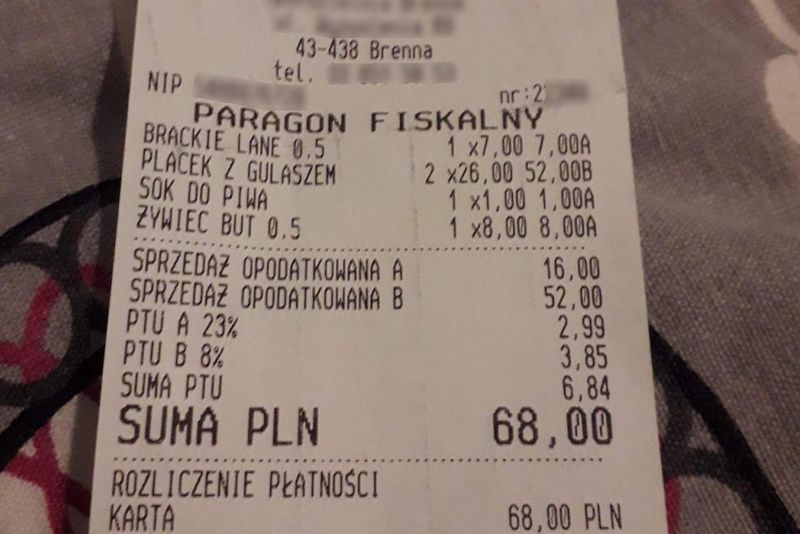 43-438 Brenna
tel.
NIP nr:2
PARAGON FISKALNY
BRACKIE LANE 0.5 1 x7,00 7,00A
PLACEK Z GULASZEM 2 x26,00 52,00B
SOK DO PIWA 1 x1,00 1,00A
ŻYWIEC BUT 0.5 1 x8,00 8,00A
SPRZEDAŻ OPODATKOWANA A 16,00
SPRZEDAŻ OPODATKOWANA B 52,00
PTU A 23% 2,99
PTU B 8% 3,85
SUMA PTU 6,84
SUMA PLN 68,00
ROZLICZENIE PŁATNOŚCI
KARTA 68,00 PLN